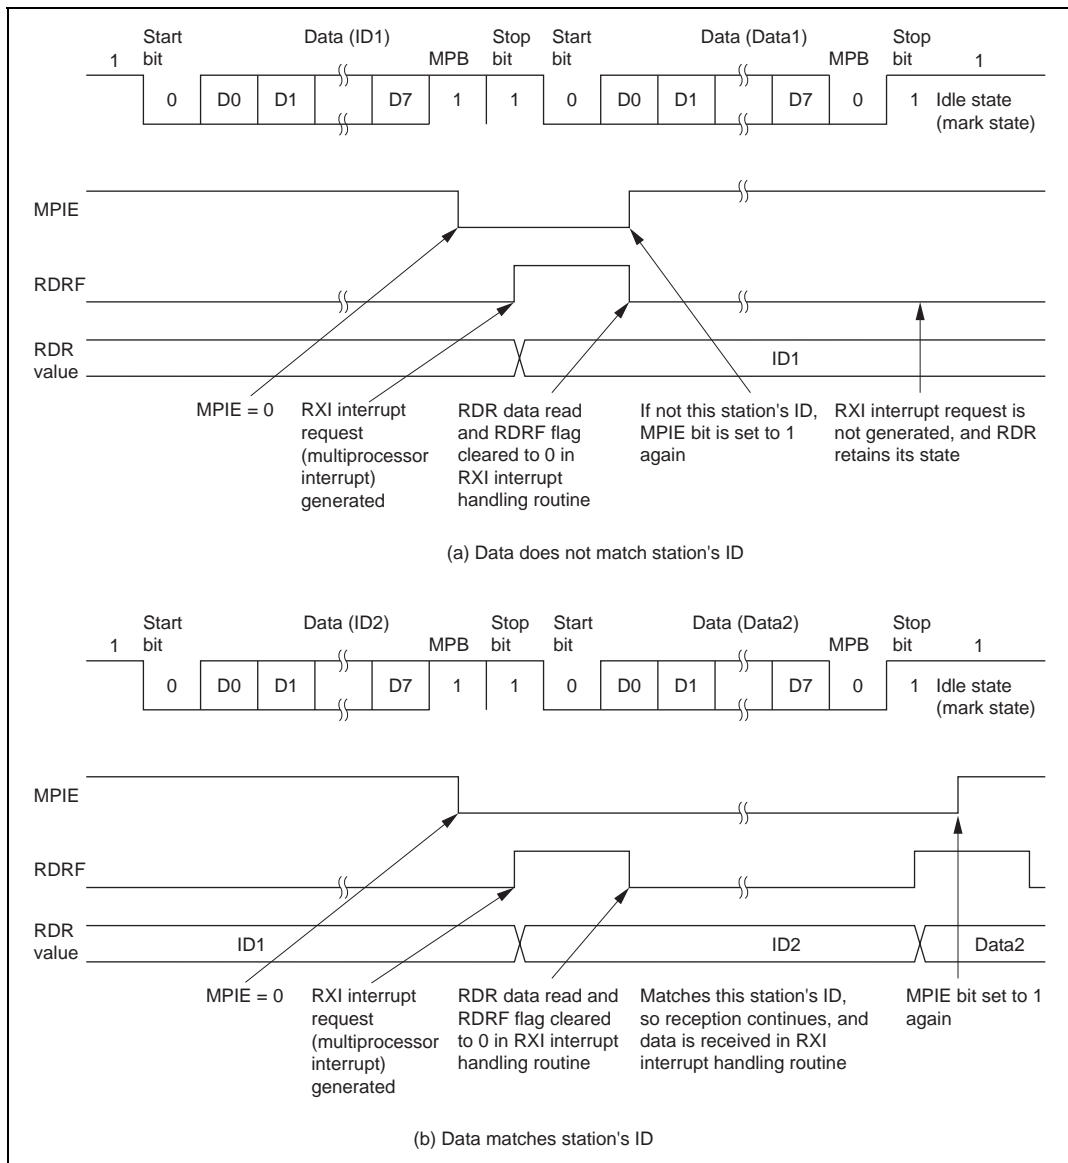 Start bit Data (ID1) Stop bit Start bit Data (Data1) Stop bit
1 MPB MPB 1
0 D0 D1 D7 1 1 0 D0 D1 D7 0 1 Idle state (mark state)
MPIE
RDRF
RDR value
ID1
MPIE = 0
RXI interrupt
request
(multiprocessor
interrupt)
generated
RDR data read
and RDRF flag
cleared to 0 in
RXI interrupt
handling routine
If not this station's ID,
MPIE bit is set to 1
again
RXI interrupt request is
not generated, and RDR
retains its state
(a) Data does not match station's ID
Start bit Data (ID2) Stop bit Start bit Data (Data2) Stop bit
1 MPB MPB 1
0 D0 D1 D7 1 1 0 D0 D1 D7 0 1 Idle state (mark state)
MPIE
RDRF
RDR value
ID1 ID2 Data2
MPIE = 0
RXI interrupt
request
(multiprocessor
interrupt)
generated
RDR data read and
RDRF flag cleared
to 0 in RXI interrupt
handling routine
Matches this station's ID,
so reception continues, and
data is received in RXI
interrupt handling routine
MPIE bit set to 1
again
(b) Data matches station's ID